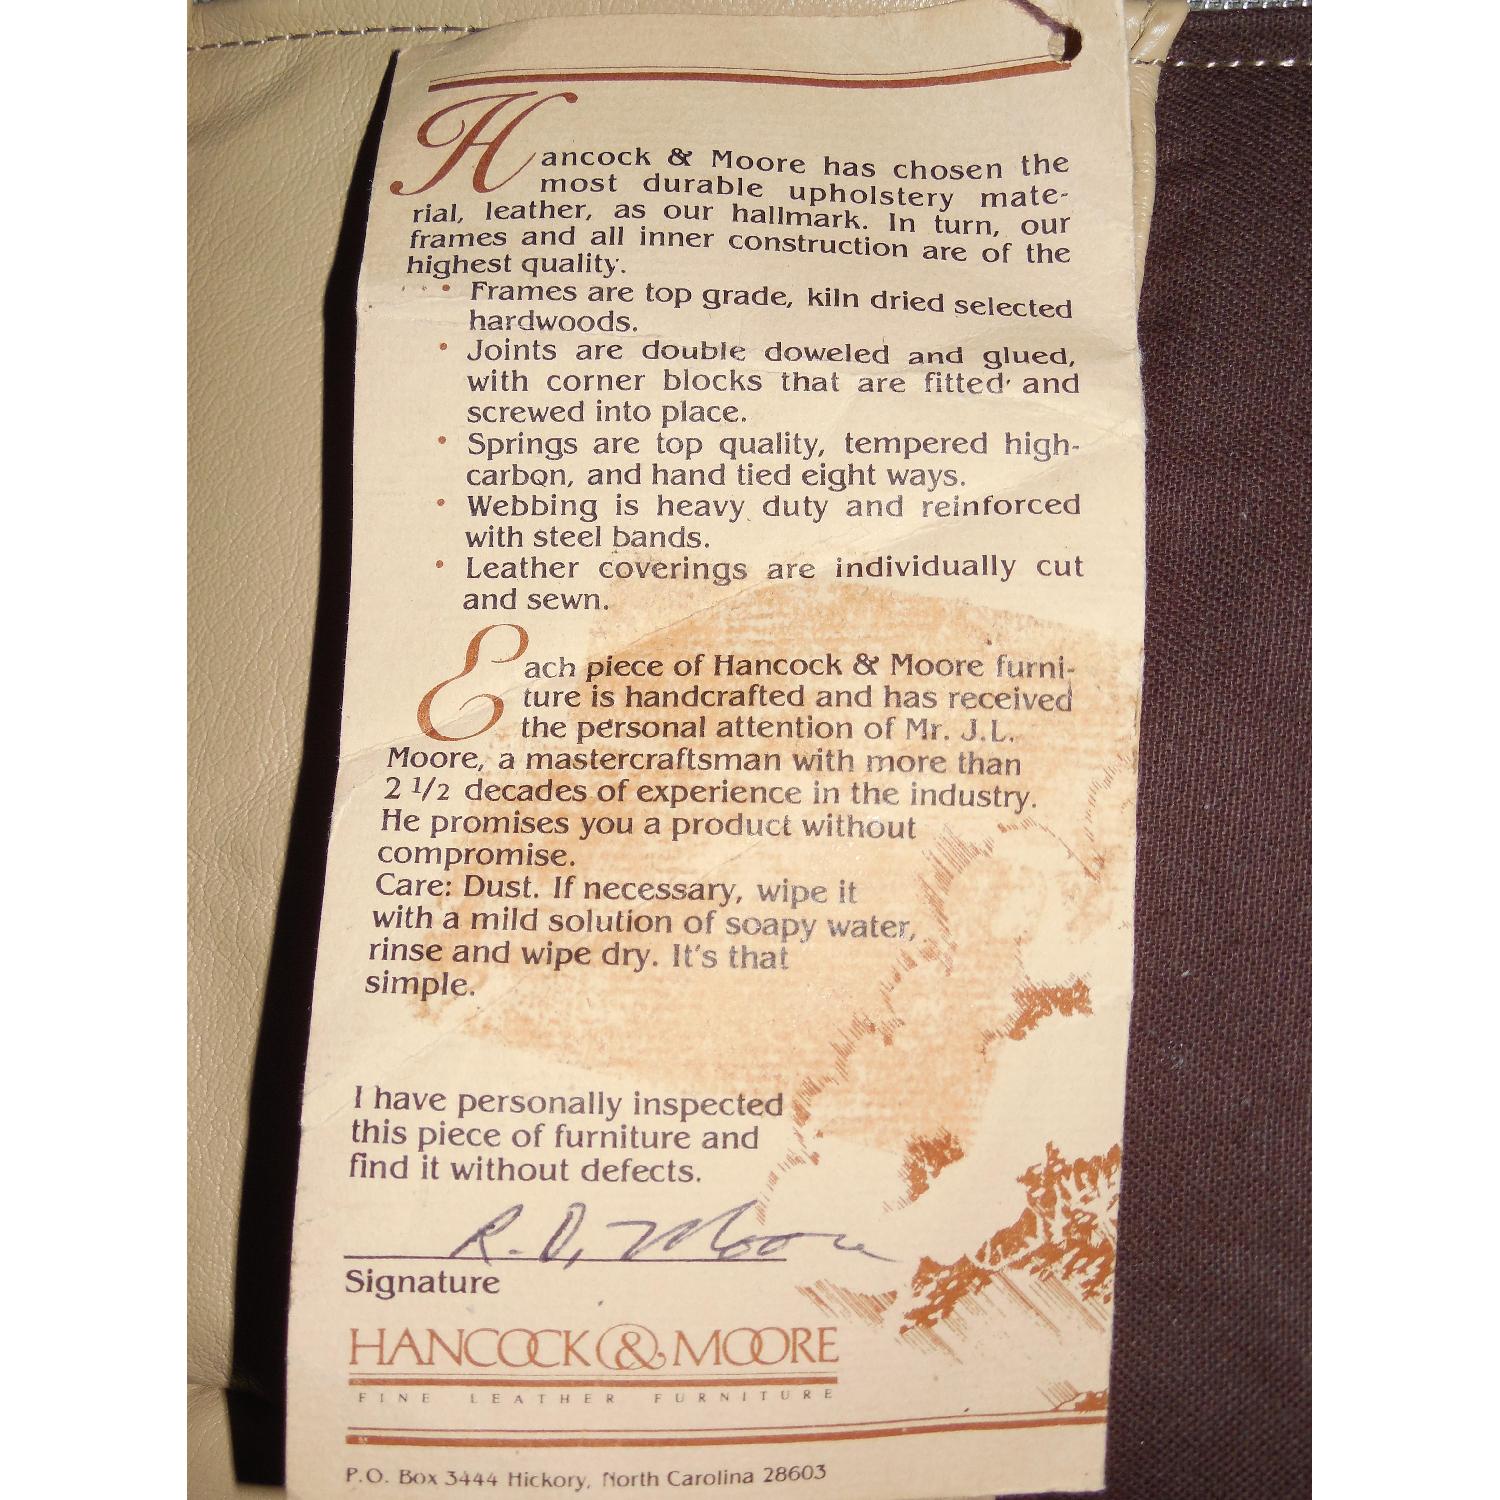 Hancock & Moore has chosen the
most durable upholstery mate-
rial, leather, as our hallmark. In turn, our
frames and all inner construction are of the
highest quality.
• Frames are top grade, kiln dried selected
hardwoods.
• Joints are double doweled and glued,
with corner blocks that are fitted and
screwed into place.
• Springs are top quality, tempered high-
carbon, and hand tied eight ways.
• Webbing is heavy duty and reinforced
with steel bands.
• Leather coverings are individually cut
and sewn.
Each piece of Hancock & Moore furni-
ture is handcrafted and has received
the personal attention of Mr. J.L.
Moore, a mastercraftsman with more than
2 1/2 decades of experience in the industry.
He promises you a product without
compromise.
Care: Dust. If necessary, wipe it
with a mild solution of soapy water,
rinse and wipe dry. It's that
simple.
I have personally inspected
this piece of furniture and
find it without defects.
R. D. Moore
Signature
HANCOCK & MOORE
FINE LEATHER FURNITURE
P.O. Box 3444 Hickory, North Carolina 28603